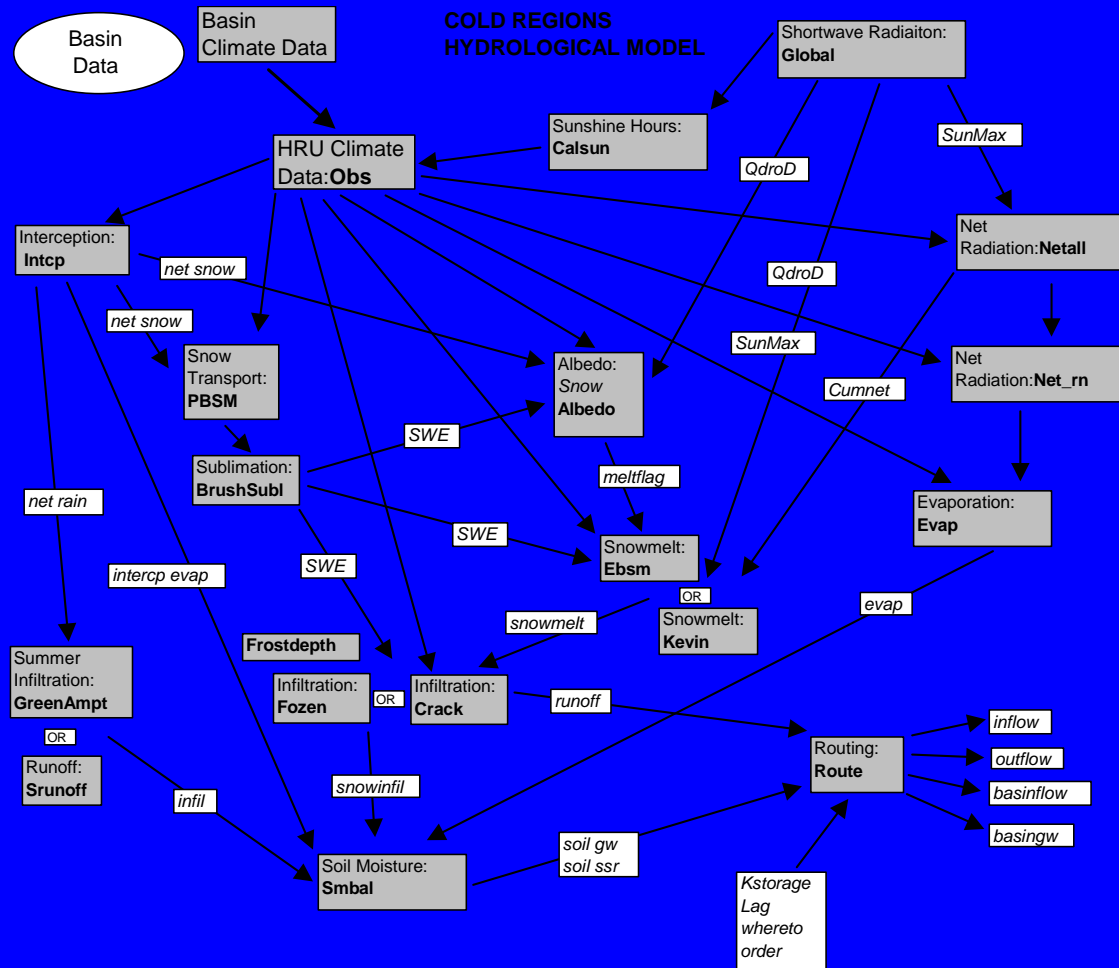 Basin
Data
Basin
Climate Data
COLD REGIONS
HYDROLOGICAL MODEL
Shortwave Radiaiton:
Global
Sunshine Hours:
Calsun
SunMax
HRU Climate
Data:Obs
QdroD
Interception:
Intcp
Net
Radiation:Netall
net snow
QdroD
net snow
SunMax
Snow
Transport:
PBSM
Albedo:
Snow
Albedo
Net
Radiation:Net_rn
Cumnet
SWE
Sublimation:
BrushSubl
meltflag
net rain
Evaporation:
Evap
SWE
Snowmelt:
Ebsm
SWE
intercp evap
OR
evap
snowmelt
Snowmelt:
Kevin
Frostdepth
Summer
Infiltration:
GreenAmpt
Infiltration:
Fozen
OR
Infiltration:
Crack
runoff
inflow
OR
Routing:
Route
outflow
Runoff:
Srunoff
snowinfil
infil
basinflow
basingw
soil gw
soil ssr
Soil Moisture:
Smbal
Kstorage
Lag
whereto
order